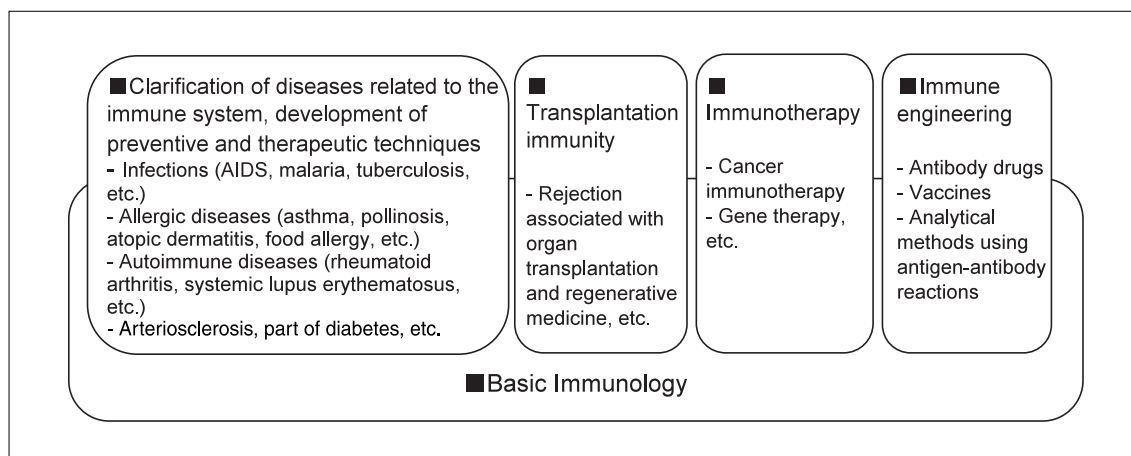 ■ Clarification of diseases related to the
immune system, development of
preventive and therapeutic techniques
- Infections (AIDS, malaria, tuberculosis,
etc.)
- Allergic diseases (asthma, pollinosis,
atopic dermatitis, food allergy, etc.)
- Autoimmune diseases (rheumatoid
arthritis, systemic lupus erythematosus,
etc.)
- Arteriosclerosis, part of diabetes, etc.
■
Transplantation
immunity
- Rejection
associated with
organ
transplantation
and regenerative
medicine, etc.
■
Immunotherapy
- Cancer
immunotherapy
- Gene therapy,
etc.
■ Immune
engineering
- Antibody drugs
- Vaccines
- Analytical
methods using
antigen-antibody
reactions
■ Basic Immunology